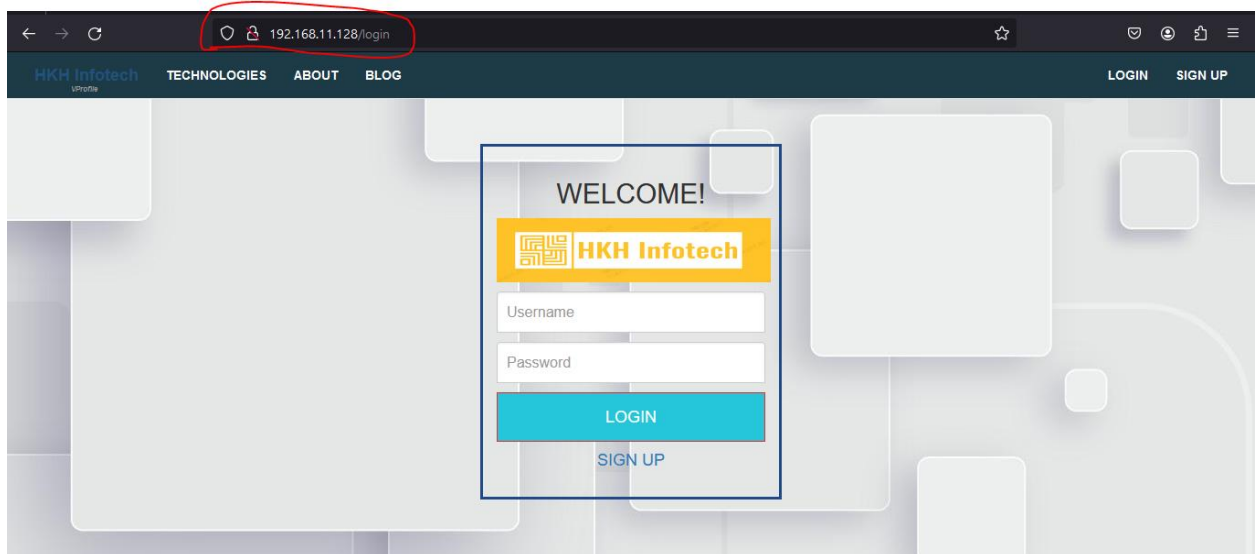 192.168.11.128/login
HKH Infotech TECHNOLOGIES ABOUT BLOG LOGIN SIGN UP
VProfile
WELCOME!
HKH Infotech
Username
Password
LOGIN
SIGN UP